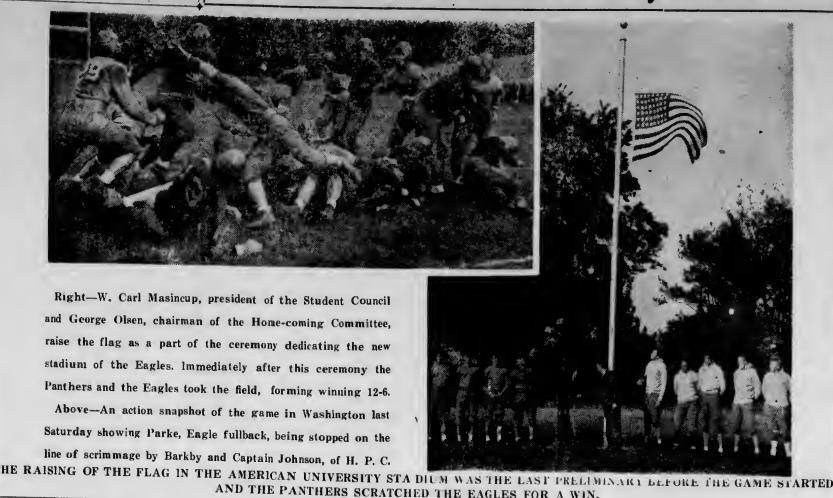 Right—W. Carl Masincup, president of the Student Council
and George Olsen, chairman of the Home-coming Committee,
raise the flag as a part of the ceremony dedicating the new
stadium of the Eagles. Immediately after this ceremony the
Panthers and the Eagles took the field, forming winning 12-6.
Above—An action snapshot of the game in Washington last
Saturday showing Parke, Eagle fullback, being stopped on the
line of scrimmage by Barkby and Captain Johnson, of H. P. C.
HE RAISING OF THE FLAG IN THE AMERICAN UNIVERSITY STA DIUM WAS THE LAST PRELIMINARY BEFORE THE GAME STARTED
AND THE PANTHERS SCRATCHED THE EAGLES FOR A WIN.